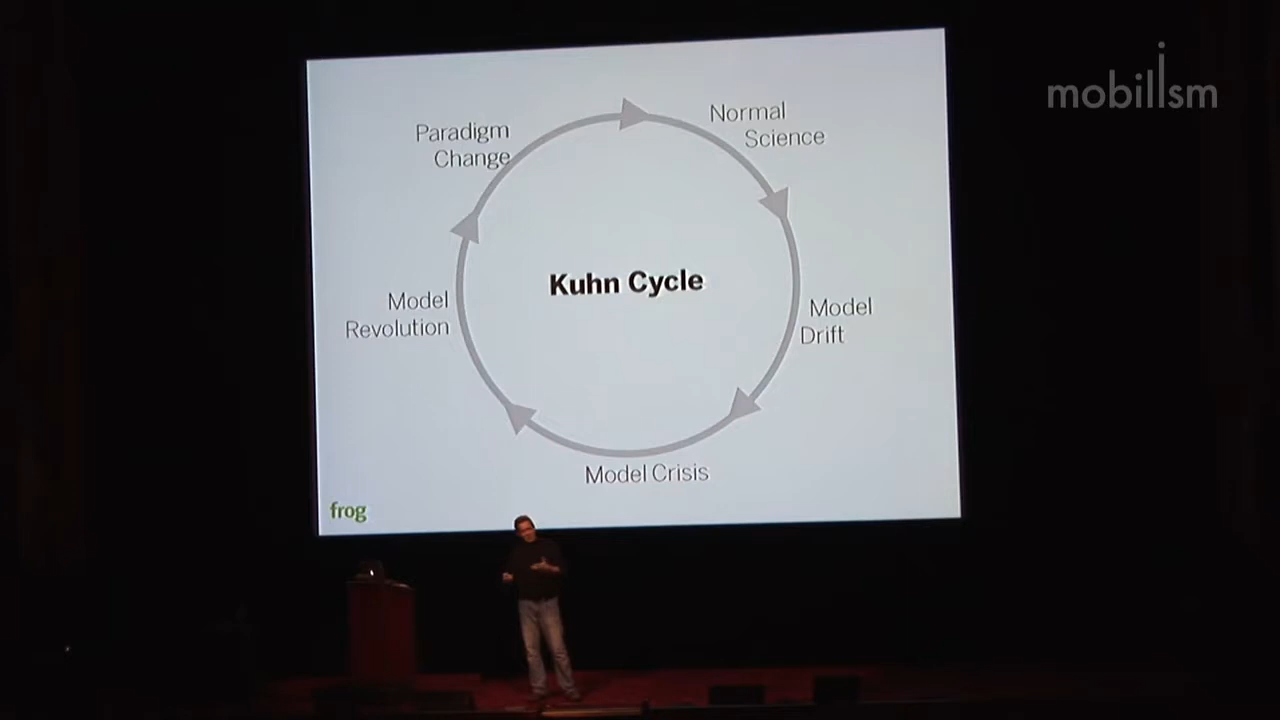 mobilism
Paradigm
Change
Normal
Science
Kuhn Cycle
Model
Revolution
Model
Drift
Model Crisis
frog